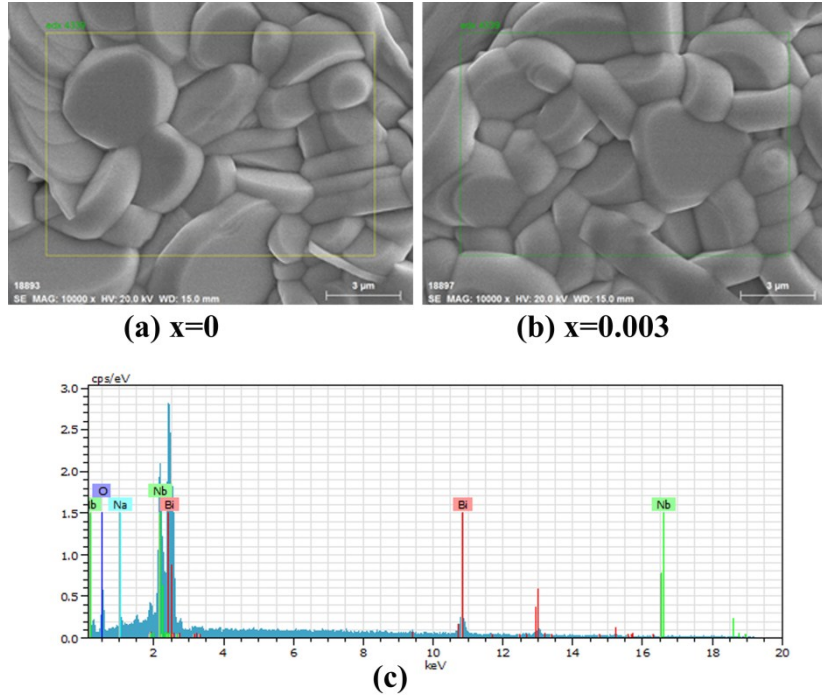 18893
SE MAG: 10000 x HV: 20.0 kV WD: 15.0 mm
3 µm
18897
SE MAG: 10000 x HV: 20.0 kV WD: 15.0 mm
3 µm
(a) x=0
(b) x=0.003
cps/eV
3.0
2.5
2.0
1.5
1.0
0.5
0.0
O
Na
Nb
Bi
Bi
Nb
2 4 6 8 10 12 14 16 18 20
keV
(c)